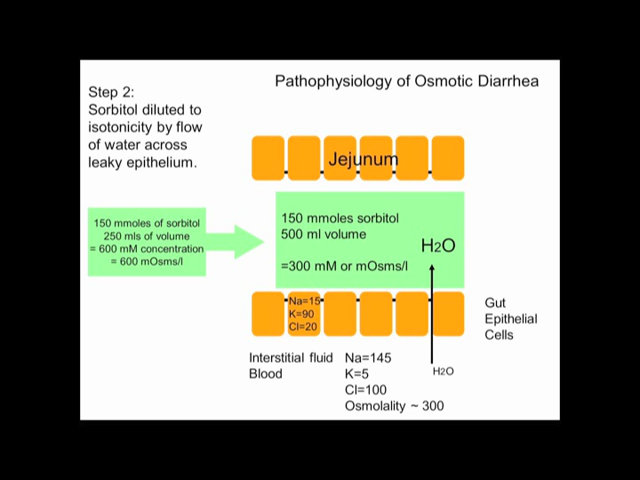 Pathophysiology of Osmotic Diarrhea
Step 2:
Sorbitol diluted to
isotonicity by flow
of water across
leaky epithelium.
Jejunum
150 mmoles of sorbitol
250 mls of volume
= 600 mM concentration
= 600 mOsms/l
150 mmoles sorbitol
500 ml volume
H2O
=300 mM or mOsms/l
Na=15
K=90
Cl=20
Gut
Epithelial
Cells
Interstitial fluid
Blood
Na=145
K=5
Cl=100
Osmolality ~ 300
H2O